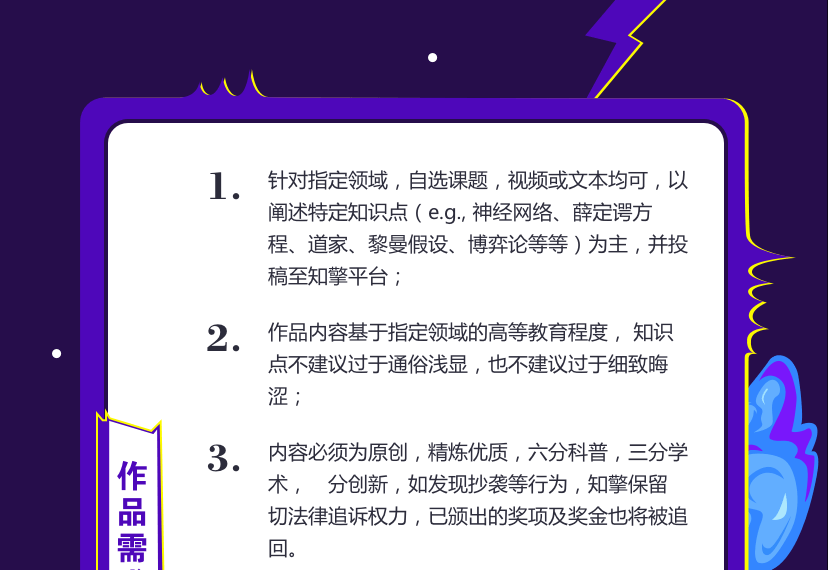 1. 针对指定领域，自选课题，视频或文本均可，以
阐述特定知识点（e.g., 神经网络、薛定谔方
程、道家、黎曼假设、博弈论等等）为主，并投
稿至知擎平台；
2. 作品内容基于指定领域的高等教育程度， 知识
点不建议过于通俗浅显，也不建议过于细致晦
涩；
3. 内容必须为原创，精炼优质，六分科普，三分学
术，　分创新，如发现抄袭等行为，知擎保留
切法律追诉权力，已颁出的奖项及奖金也将被追
回。
作
品
需